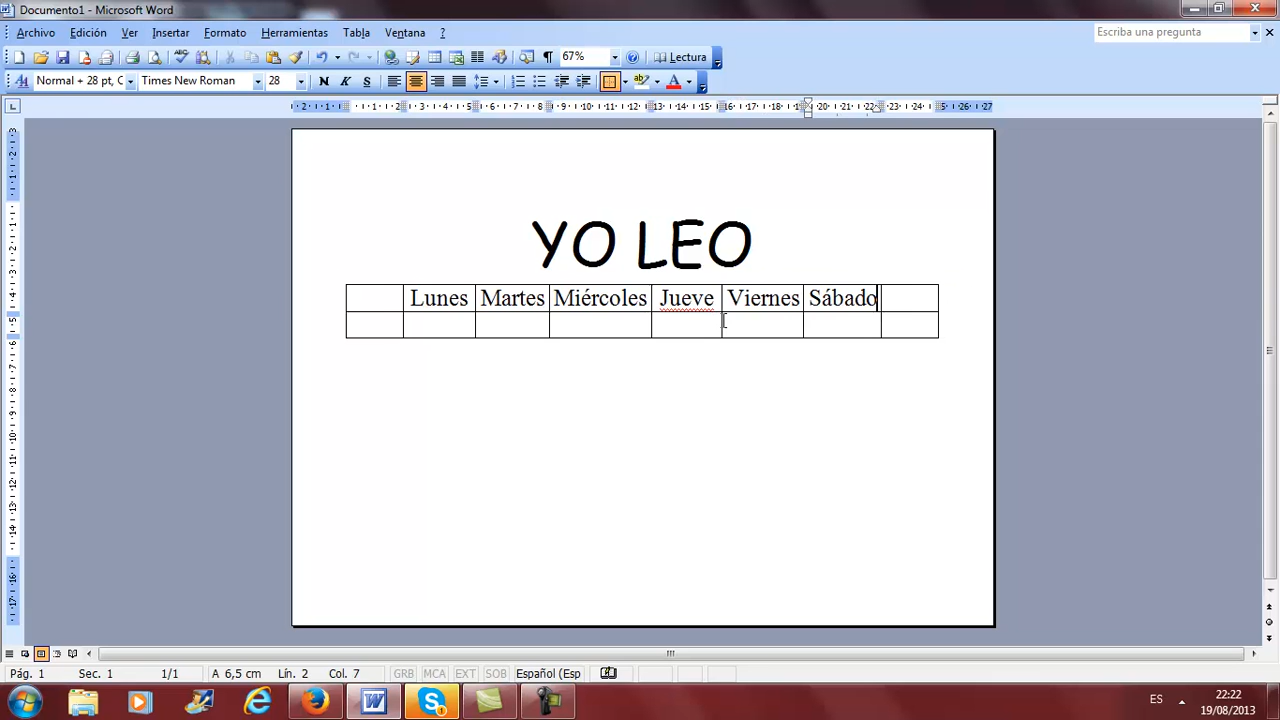 Documento1 - Microsoft Word
Archivo Edición Ver Insertar Formato Herramientas Tabla Ventana ? Escriba una pregunta
67% Lectura
Normal + 28 pt, C Times New Roman 28 N K S A
YO LEO
Lunes Martes Miércoles Jueve Viernes Sábado
Pág. 1 Sec. 1 1/1 A 6,5 cm Lín. 2 Col. 7 GRB MCA EXT SOB Español (Esp
ES 22:22
19/08/2013